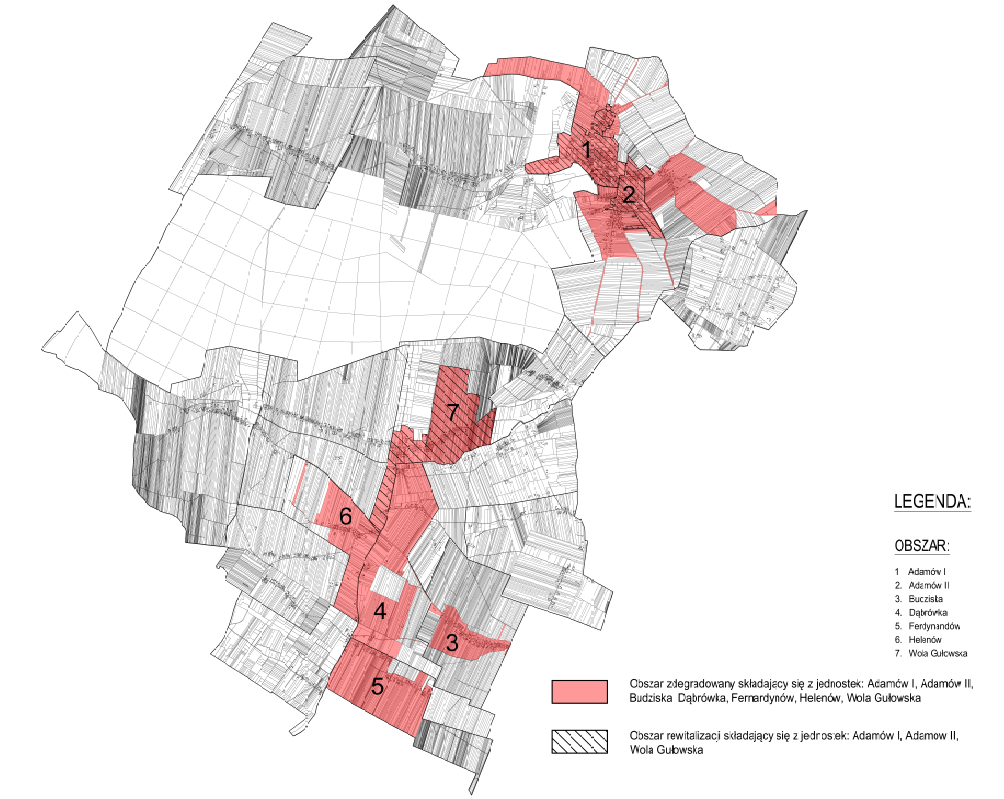 1
2
7
6
4
3
5
LEGENDA:
OBSZAR:
1 Adamów I
2. Adamów II
3. Budziska
4. Dąbrówka
5. Ferdynandów
6. Helenów
7. Wola Gułowska
Obszar zdegradowany składający się z jednostek: Adamów I, Adamów II,
Budziska Dąbrówka, Fernardynów, Helenów, Wola Gułowska
Obszar rewitalizacji składający się z jednostek: Adamów I, Adamow II,
Wola Gułowska